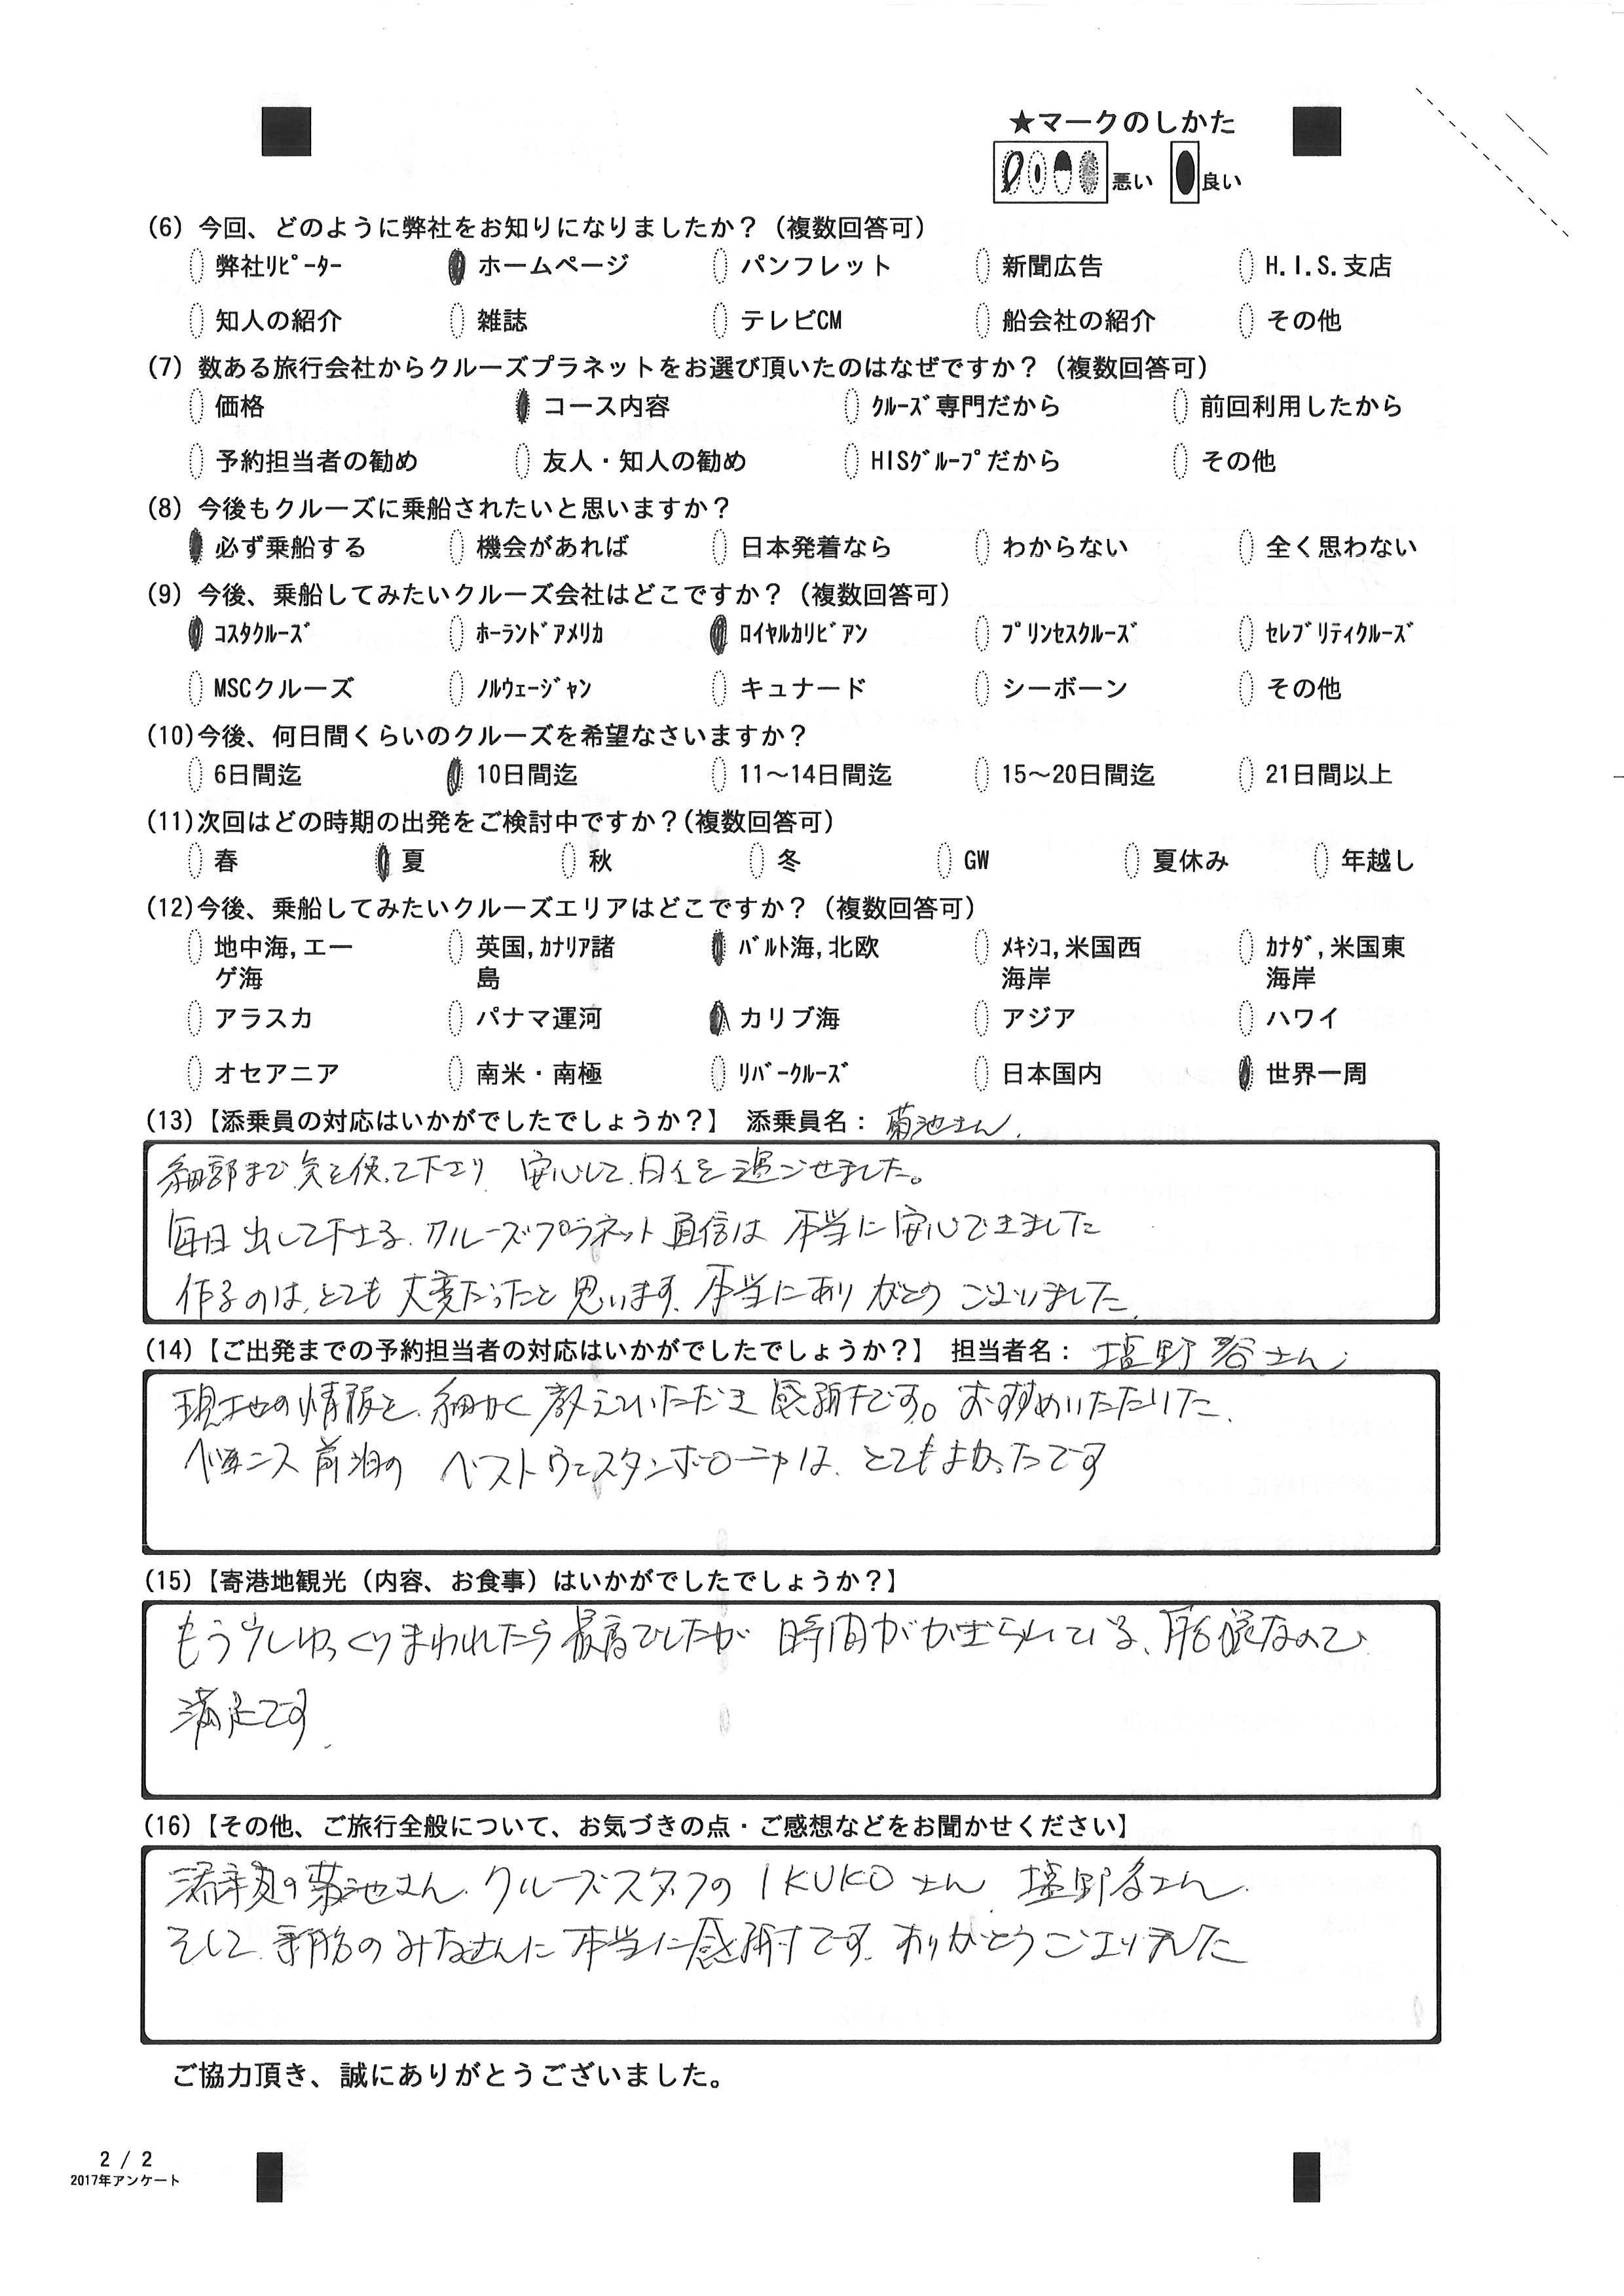 ★マークのしかた
悪い 良い
(6) 今回、どのように弊社をお知りになりましたか？（複数回答可）
弊社ﾘﾋﾟｰﾀｰ ホームページ パンフレット 新聞広告 H.I.S.支店
知人の紹介 雑誌 テレビCM 船会社の紹介 その他
(7) 数ある旅行会社からクルーズプラネットをお選び頂いたのはなぜですか？（複数回答可）
価格 コース内容 ｸﾙｰｽﾞ専門だから 前回利用したから
予約担当者の勧め 友人・知人の勧め HISｸﾞﾙｰﾌﾟだから その他
(8) 今後もクルーズに乗船されたいと思いますか？
必ず乗船する 機会があれば 日本発着なら わからない 全く思わない
(9) 今後、乗船してみたいクルーズ会社はどこですか？（複数回答可）
ｺｽﾀｸﾙｰｽﾞ ﾎｰﾗﾝﾄﾞｱﾒﾘｶ ﾛｲﾔﾙｶﾘﾋﾞｱﾝ ﾌﾟﾘﾝｾｽｸﾙｰｽﾞ ｾﾚﾌﾞﾘﾃｨｸﾙｰｽﾞ
MSCクルーズ ﾉﾙｳｪｰｼﾞｬﾝ キュナード シーボーン その他
(10)今後、何日間くらいのクルーズを希望なさいますか？
6日間迄 10日間迄 11～14日間迄 15～20日間迄 21日間以上
(11)次回はどの時期の出発をご検討中ですか？(複数回答可）
春 夏 秋 冬 GW 夏休み 年越し
(12)今後、乗船してみたいクルーズエリアはどこですか？（複数回答可）
地中海,エー 英国,ｶﾅﾘｱ諸 ﾊﾞﾙﾄ海,北欧 ﾒｷｼｺ,米国西 ｶﾅﾀﾞ,米国東
ゲ海 島 海岸 海岸
アラスカ パナマ運河 カリブ海 アジア ハワイ
オセアニア 南米・南極 ﾘﾊﾞｰｸﾙｰｽﾞ 日本国内 世界一周
(13)【添乗員の対応はいかがでしたでしょうか？】 添乗員名： 菊池さん.
細部まで気を使って下さり 安心して 日々を過ごせました。
毎日出して下さる クルーズプラネット通信は 本当に安心できました
作るのは、とても大変だったと思います、本当にありがとうございました
(14)【ご出発までの予約担当者の対応はいかがでしたでしょうか？】 担当者名： 塩野谷さん
現地の情報を細かく教えていただき感謝です。おすすめいただいた
ベニス前泊の ベストウェスタンボローニャは、とてもよかったです
(15)【寄港地観光（内容、お食事）はいかがでしたでしょうか？】
もう少しゆっくりまわれたら最高でしたが 時間がかぎられている、船旅なので
満足です.
(16)【その他、ご旅行全般について、お気づきの点・ご感想などをお聞かせください】
添乗員の菊池さん、クルーズスタッフの IKUKOさん、塩野谷さん、
そして 乗船のみなさんに 本当に感謝です、ありがとうございました
ご協力頂き、誠にありがとうございました。
2 / 2
2017年アンケート